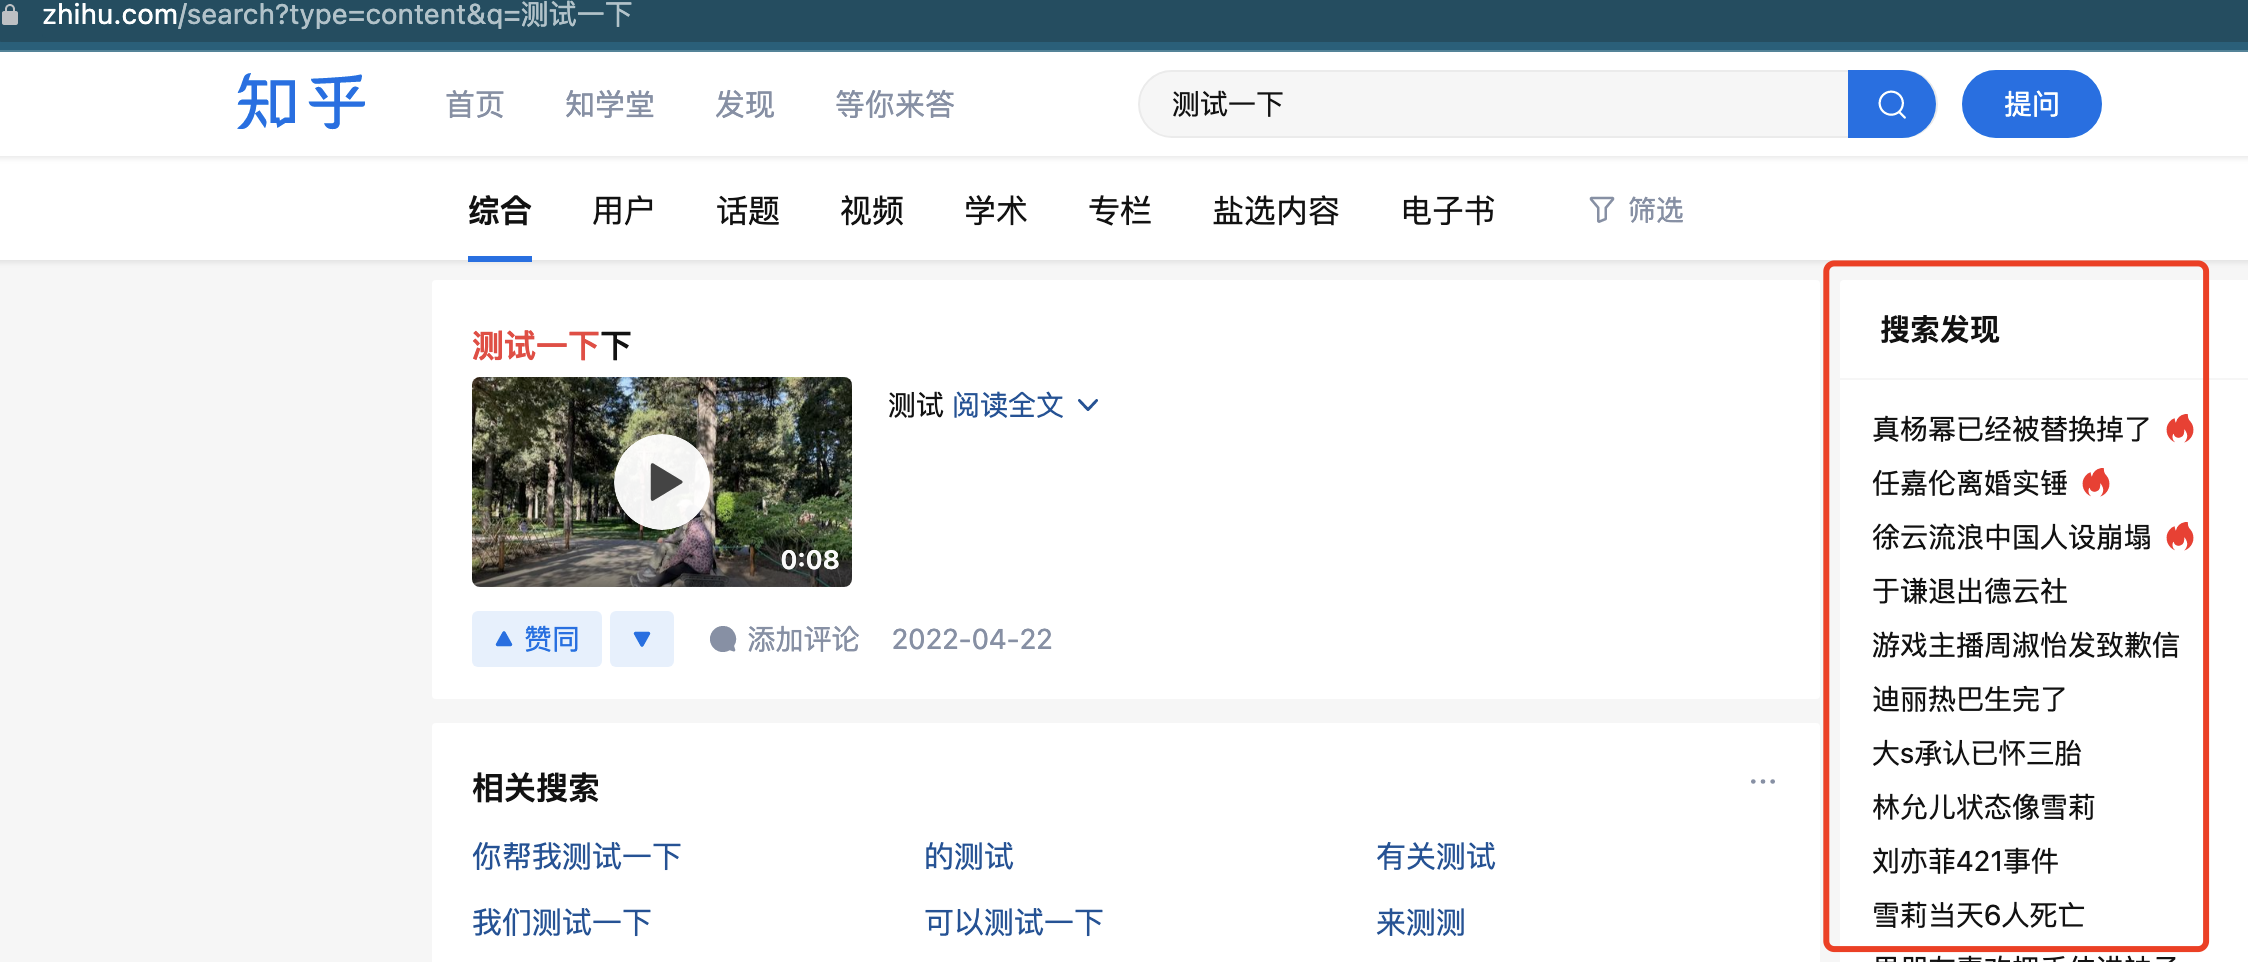 zhihu.com/search?type=content&q=测试一下
知乎 首页 知学堂 发现 等你来答 测试一下 提问
综合 用户 话题 视频 学术 专栏 盐选内容 电子书 筛选
测试一下下
测试 阅读全文
0:08
赞同 添加评论 2022-04-22
相关搜索
你帮我测试一下 的测试 有关测试
我们测试一下 可以测试一下 来测测
搜索发现
真杨幂已经被替换掉了
任嘉伦离婚实锤
徐云流浪中国人设崩塌
于谦退出德云社
游戏主播周淑怡发致歉信
迪丽热巴生完了
大s承认已怀三胎
林允儿状态像雪莉
刘亦菲421事件
雪莉当天6人死亡